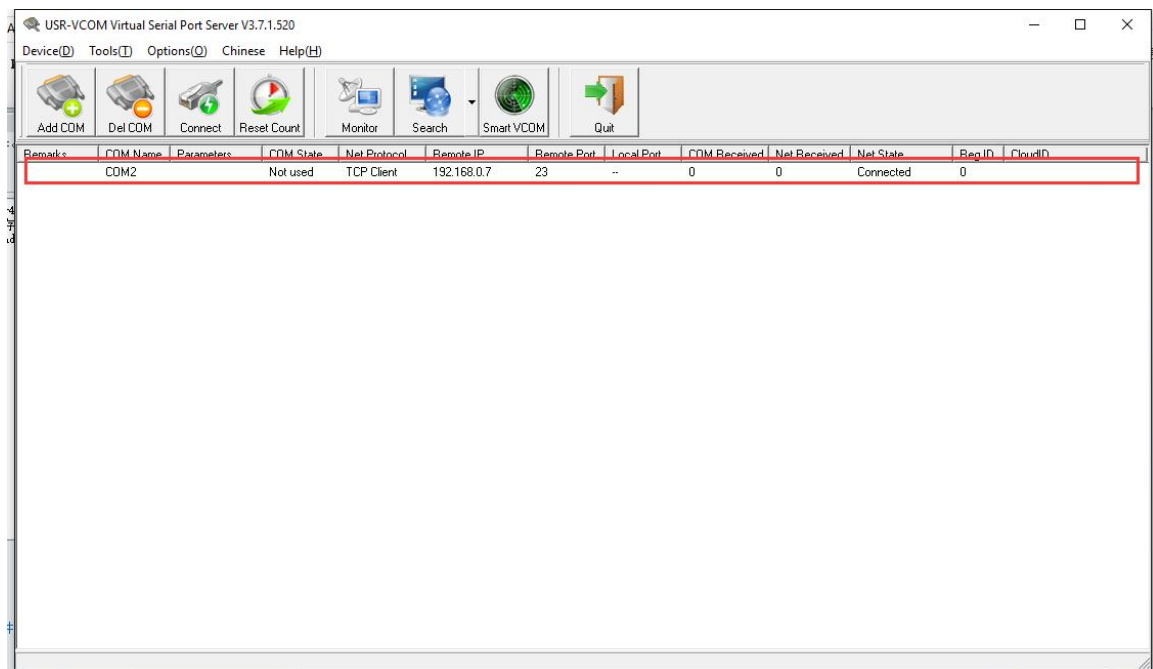 USR-VCOM Virtual Serial Port Server V3.7.1.520
Device(D) Tools(T) Options(O) Chinese Help(H)
Add COM Del COM Connect Reset Count Monitor Search Smart VCOM Quit
Remarks COM Name Parameters COM State Net Protocol Remote IP Remote Port Local Port COM Received Net Received Net State Reg ID CloudID
COM2 Not used TCP Client 192.168.0.7 23 -- 0 0 Connected 0